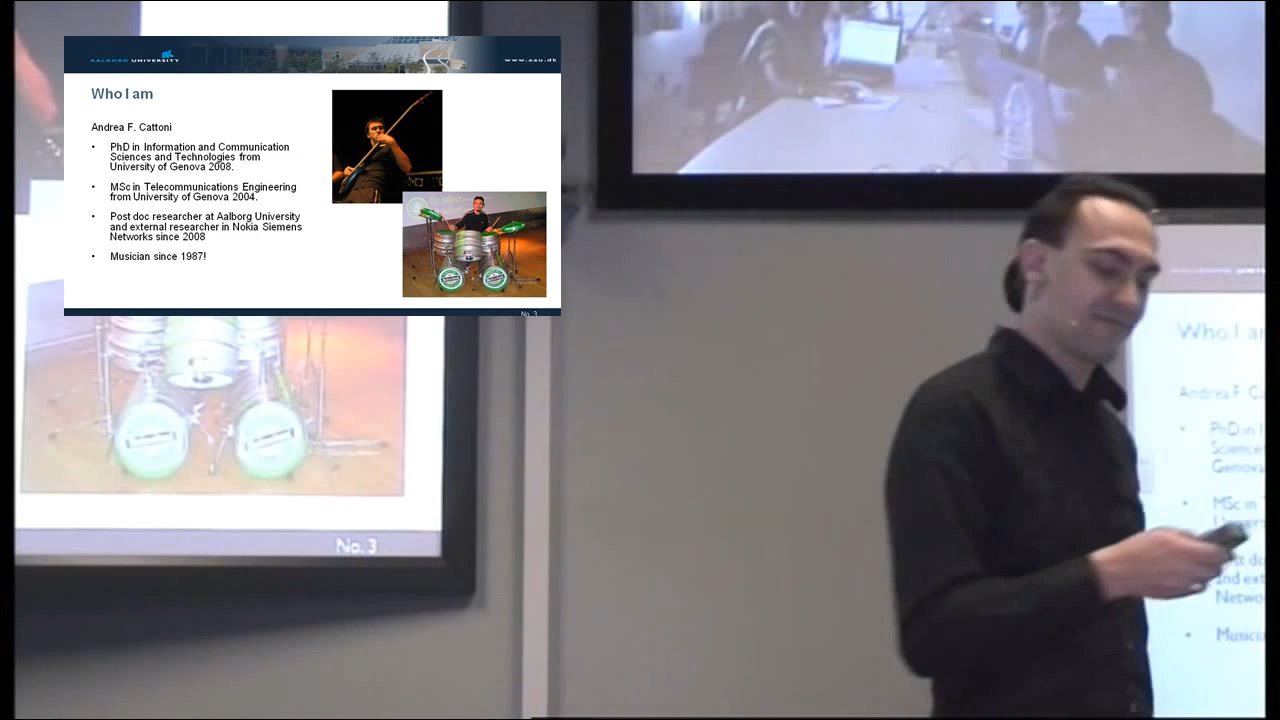 AALBORG UNIVERSITY
www.aau.dk
Who I am
Andrea F. Cattoni
• PhD in Information and Communication
Sciences and Technologies from
University of Genova 2008.
• MSc in Telecommunications Engineering
from University of Genova 2004.
• Post doc researcher at Aalborg University
and external researcher in Nokia Siemens
Networks since 2008
• Musician since 1987!
No. 3
No. 3
Who I am
Andrea F. C
• PhD in I
Science
Genova
• MSc in
st do
and ext
Netwo
• Musici